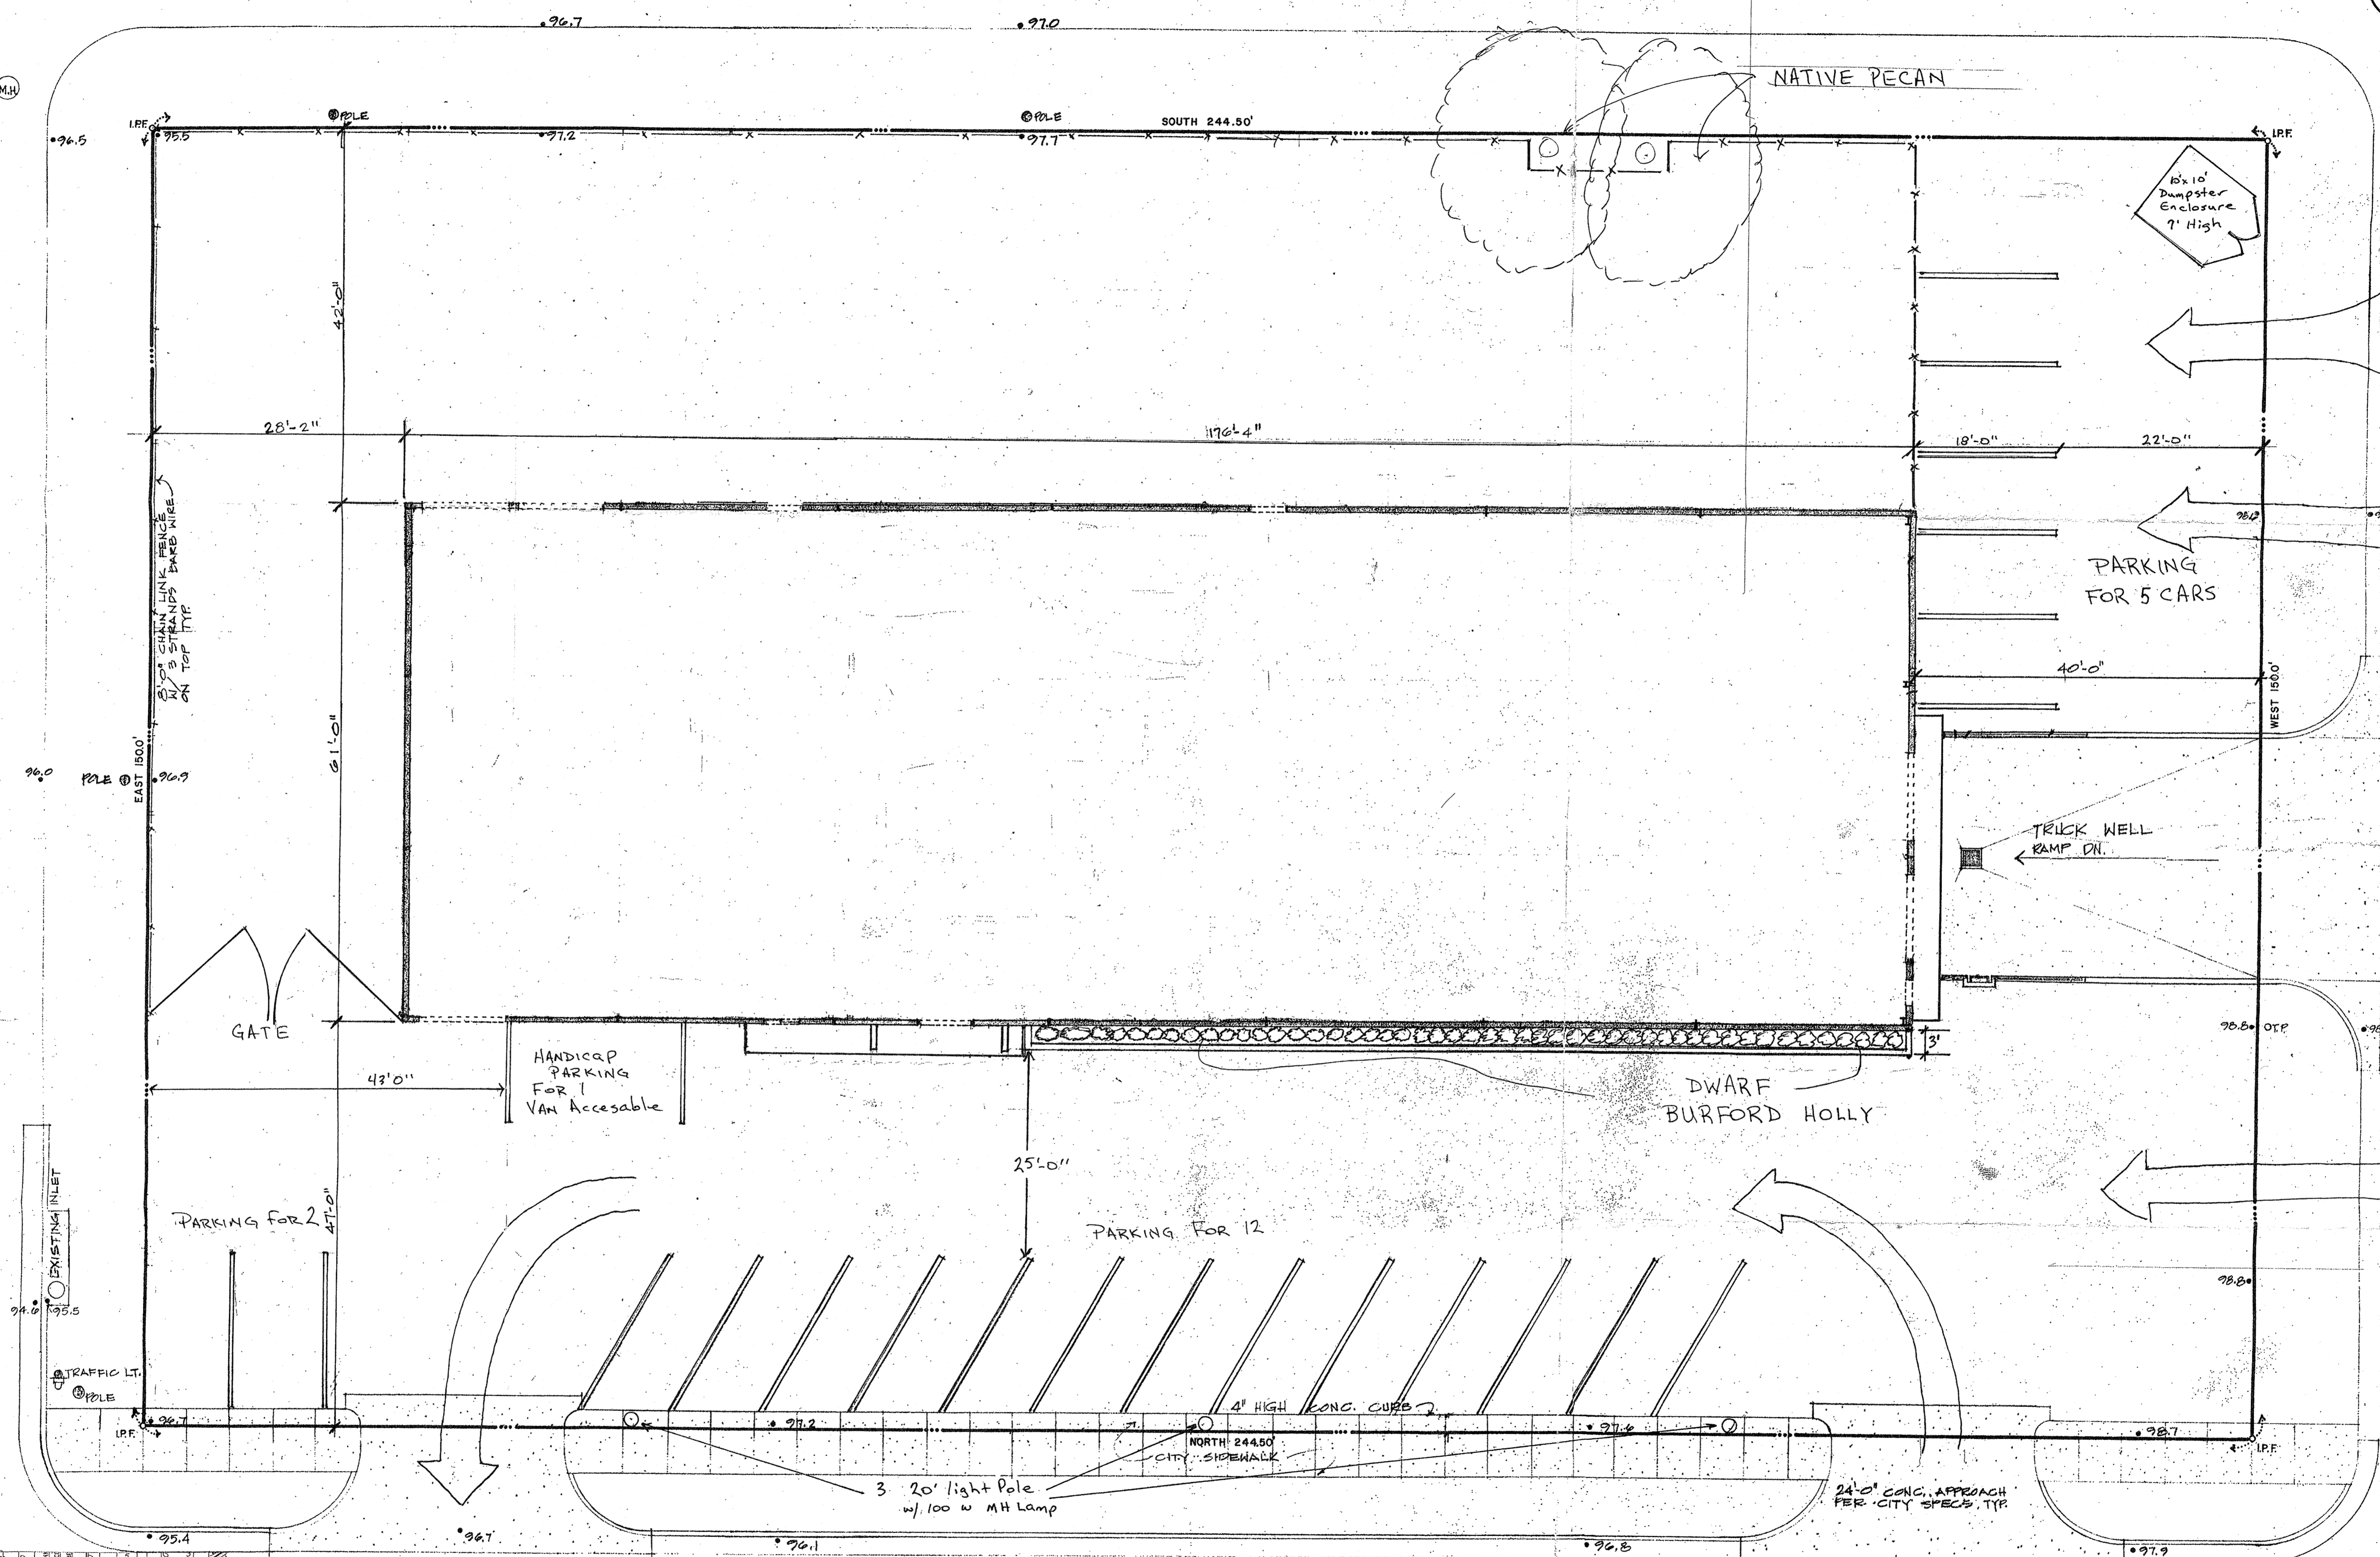 96.7
97.0
M.H
NATIVE PECAN
I.P.F.
POLE
POLE
SOUTH 244.50'
I.P.F.
96.5
95.5
97.2
97.7
10'x10'
Dumpster
Enclosure
7' High
42'-0"
28'-2"
176'-4"
18'-0"
22'-0"
8'-0" CHAIN LINK FENCE
W/ 3 STRANDS BARB WIRE
ON TOP TYP.
PARKING
FOR 5 CARS
40'-0"
WEST 150.0'
61'-0"
EAST 150.0'
96.0
POLE
96.9
TRUCK WELL
RAMP DN.
GATE
98.8
O.T.P.
3'
HANDICAP
PARKING
FOR 1
VAN Accesable
43'0"
DWARF
BURFORD HOLLY
25'-0"
EXISTING INLET
PARKING FOR 2
47'-0"
PARKING FOR 12
98.8
94.6
95.5
TRAFFIC LT.
POLE
4" HIGH CONC. CURB
96.7
97.2
97.6
98.7
I.P.F.
NORTH 244.50'
I.P.F.
CITY SIDEWALK
3 20' light Pole
w/ 100 w MH Lamp
24'-0" CONC. APPROACH
PER CITY SPECS. TYP.
95.4
96.7
96.1
96.8
97.9